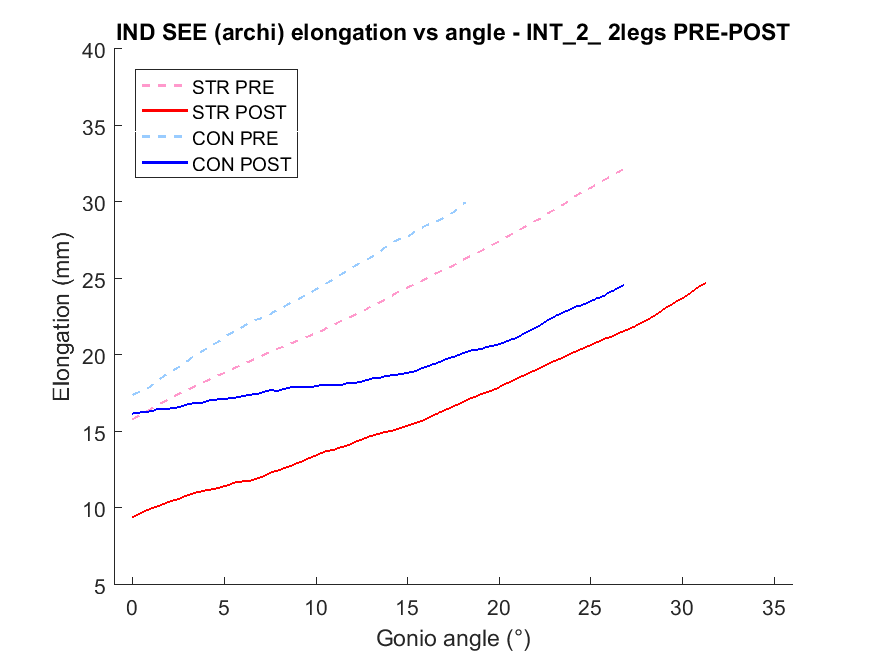 IND SEE (archi) elongation vs angle - INT_2_ 2legs PRE-POST
40
35
30
25
20
15
10
5
Elongation (mm)
STR PRE
STR POST
CON PRE
CON POST
0 5 10 15 20 25 30 35
Gonio angle (°)